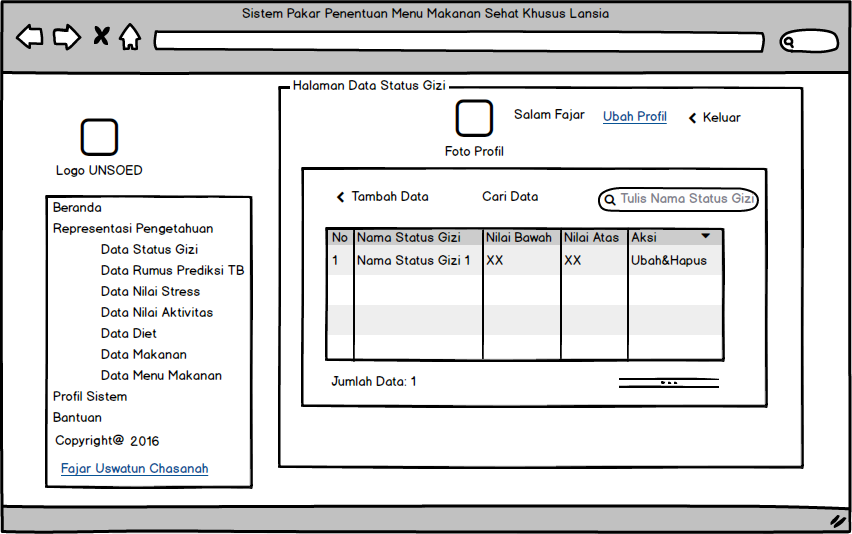 Sistem Pakar Penentuan Menu Makanan Sehat Khusus Lansia
Logo UNSOED
Beranda
Representasi Pengetahuan
Data Status Gizi
Data Rumus Prediksi TB
Data Nilai Stress
Data Nilai Aktivitas
Data Diet
Data Makanan
Data Menu Makanan
Profil Sistem
Bantuan
Copyright@ 2016
Fajar Uswatun Chasanah
Halaman Data Status Gizi
Salam Fajar Ubah Profil Keluar
Foto Profil
Tambah Data Cari Data Tulis Nama Status Gizi
No Nama Status Gizi Nilai Bawah Nilai Atas Aksi
1 Nama Status Gizi 1 XX XX Ubah&Hapus
Jumlah Data: 1